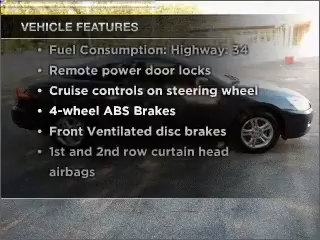 VEHICLE FEATURES
• Fuel Consumption: Highway: 34
• Remote power door locks
• Cruise controls on steering wheel
• 4-wheel ABS Brakes
• Front Ventilated disc brakes
• 1st and 2nd row curtain head
airbags